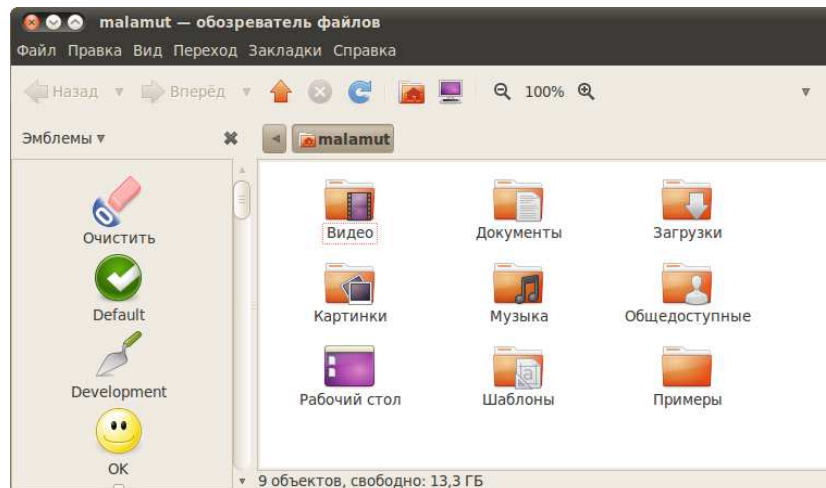 malamut — обозреватель файлов
Файл Правка Вид Переход Закладки Справка
Назад Вперёд 100%
Эмблемы malamut
Очистить
Default
Development
OK
Видео Документы Загрузки
Картинки Музыка Общедоступные
Рабочий стол Шаблоны Примеры
9 объектов, свободно: 13,3 ГБ